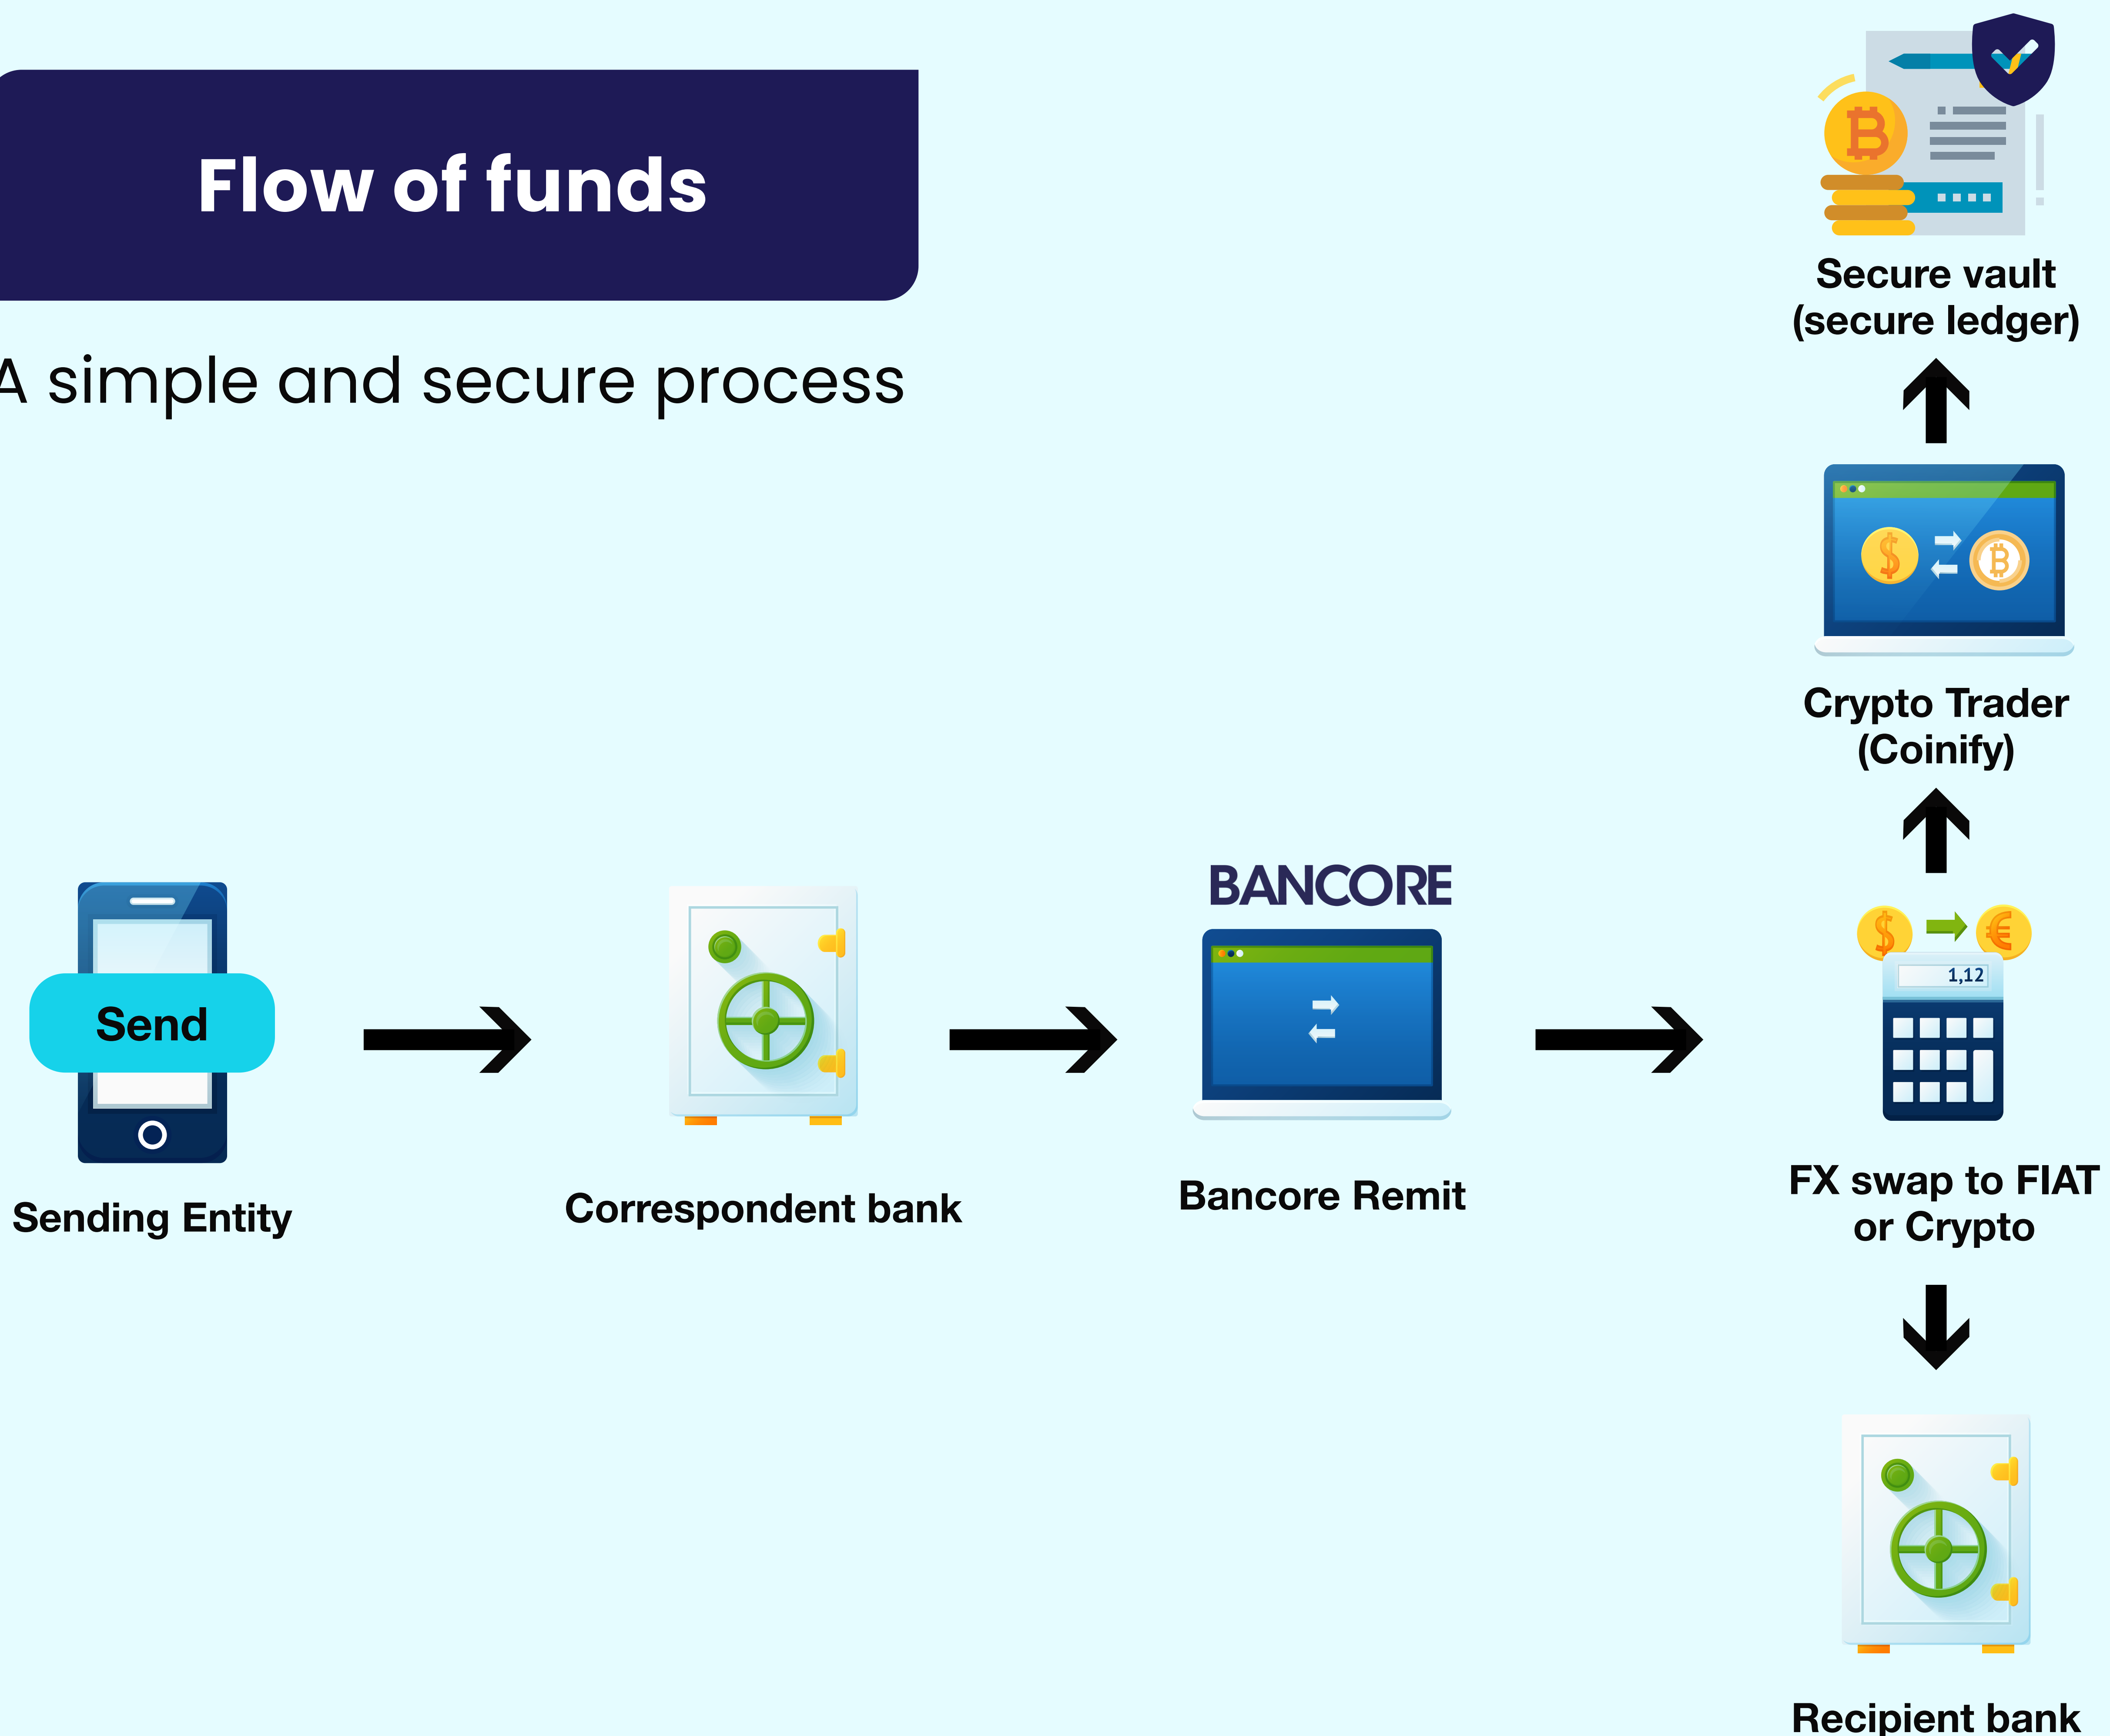 Flow of funds
A simple and secure process
Secure vault
(secure ledger)
Crypto Trader
(Coinify)
Send
Sending Entity
Correspondent bank
BANCORE
Bancore Remit
1,12
FX swap to FIAT
or Crypto
Recipient bank